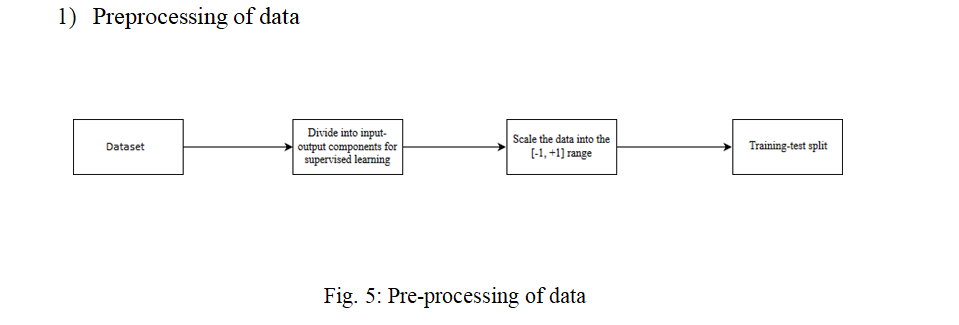 1) Preprocessing of data
Dataset
Divide into input-
output components for
supervised learning
Scale the data into the
[-1, +1] range
Training-test split
Fig. 5: Pre-processing of data